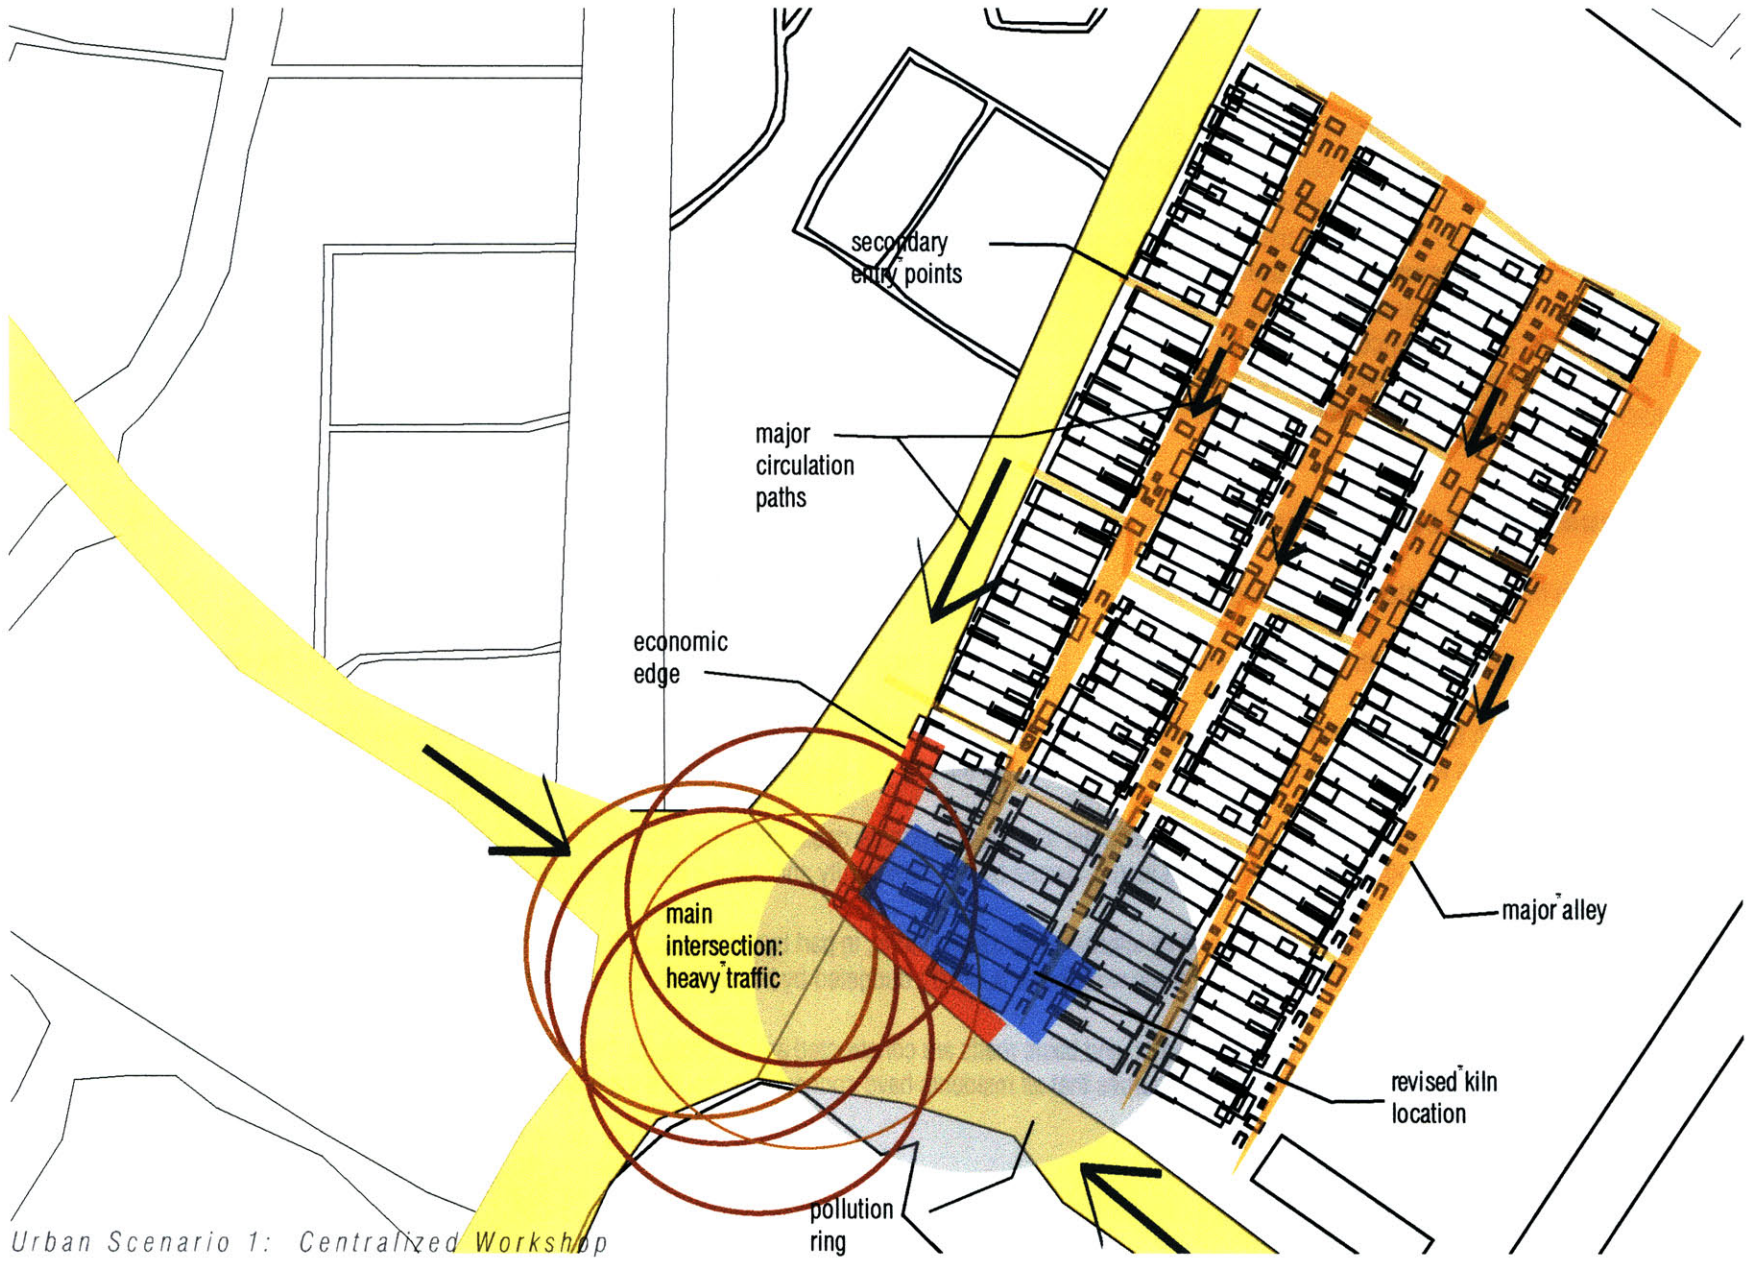 secondary
entry points
major
circulation
paths
economic
edge
main
intersection:
heavy traffic
major alley
revised kiln
location
pollution
ring
Urban Scenario 1: Centralized Workshop